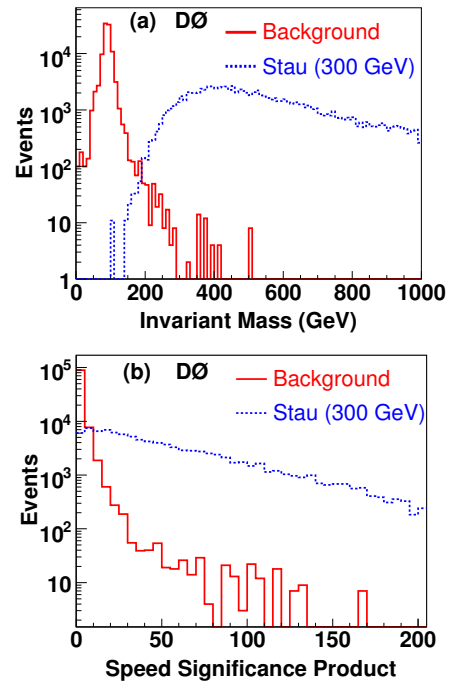 (a) DØ
Background
Stau (300 GeV)
Events
10⁴
10³
10²
10
1
0 200 400 600 800 1000
Invariant Mass (GeV)
(b) DØ
Background
Stau (300 GeV)
Events
10⁵
10⁴
10³
10²
10
0 50 100 150 200
Speed Significance Product